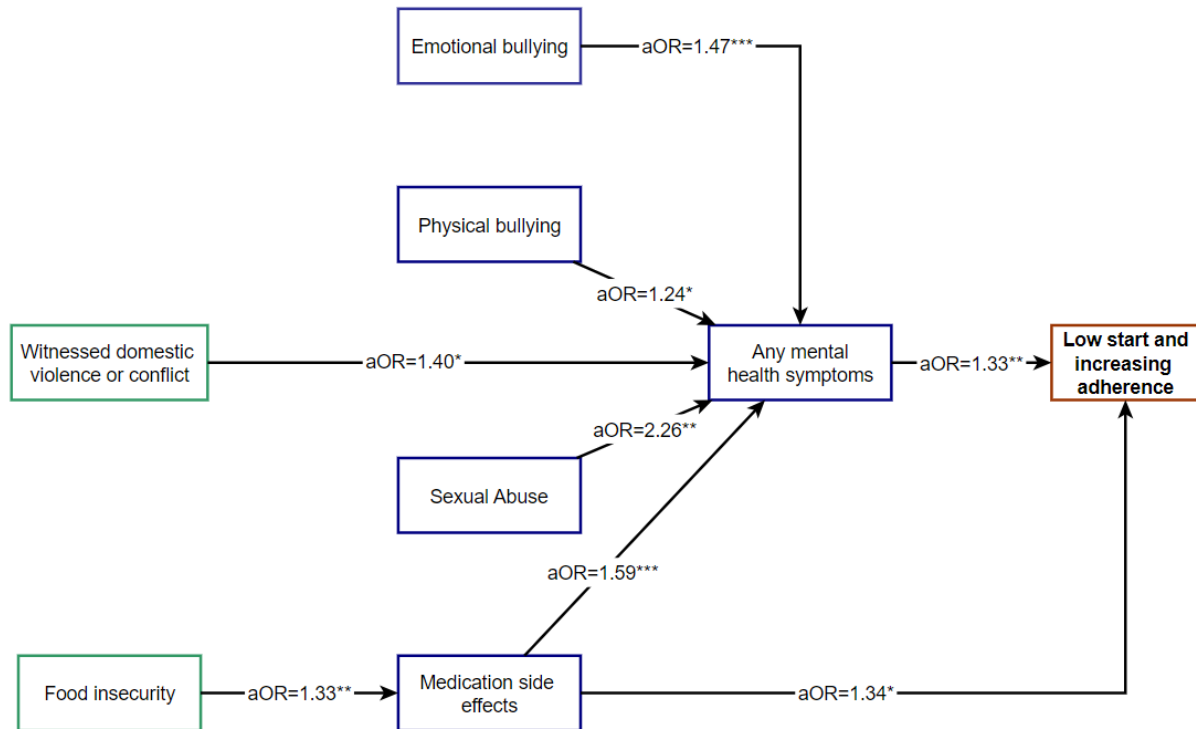 Emotional bullying
aOR=1.47***
Physical bullying
aOR=1.24*
Witnessed domestic
violence or conflict
aOR=1.40*
Any mental
health symptoms
aOR=1.33**
Low start and
increasing
adherence
aOR=2.26**
Sexual Abuse
aOR=1.59***
Food insecurity
aOR=1.33**
Medication side
effects
aOR=1.34*